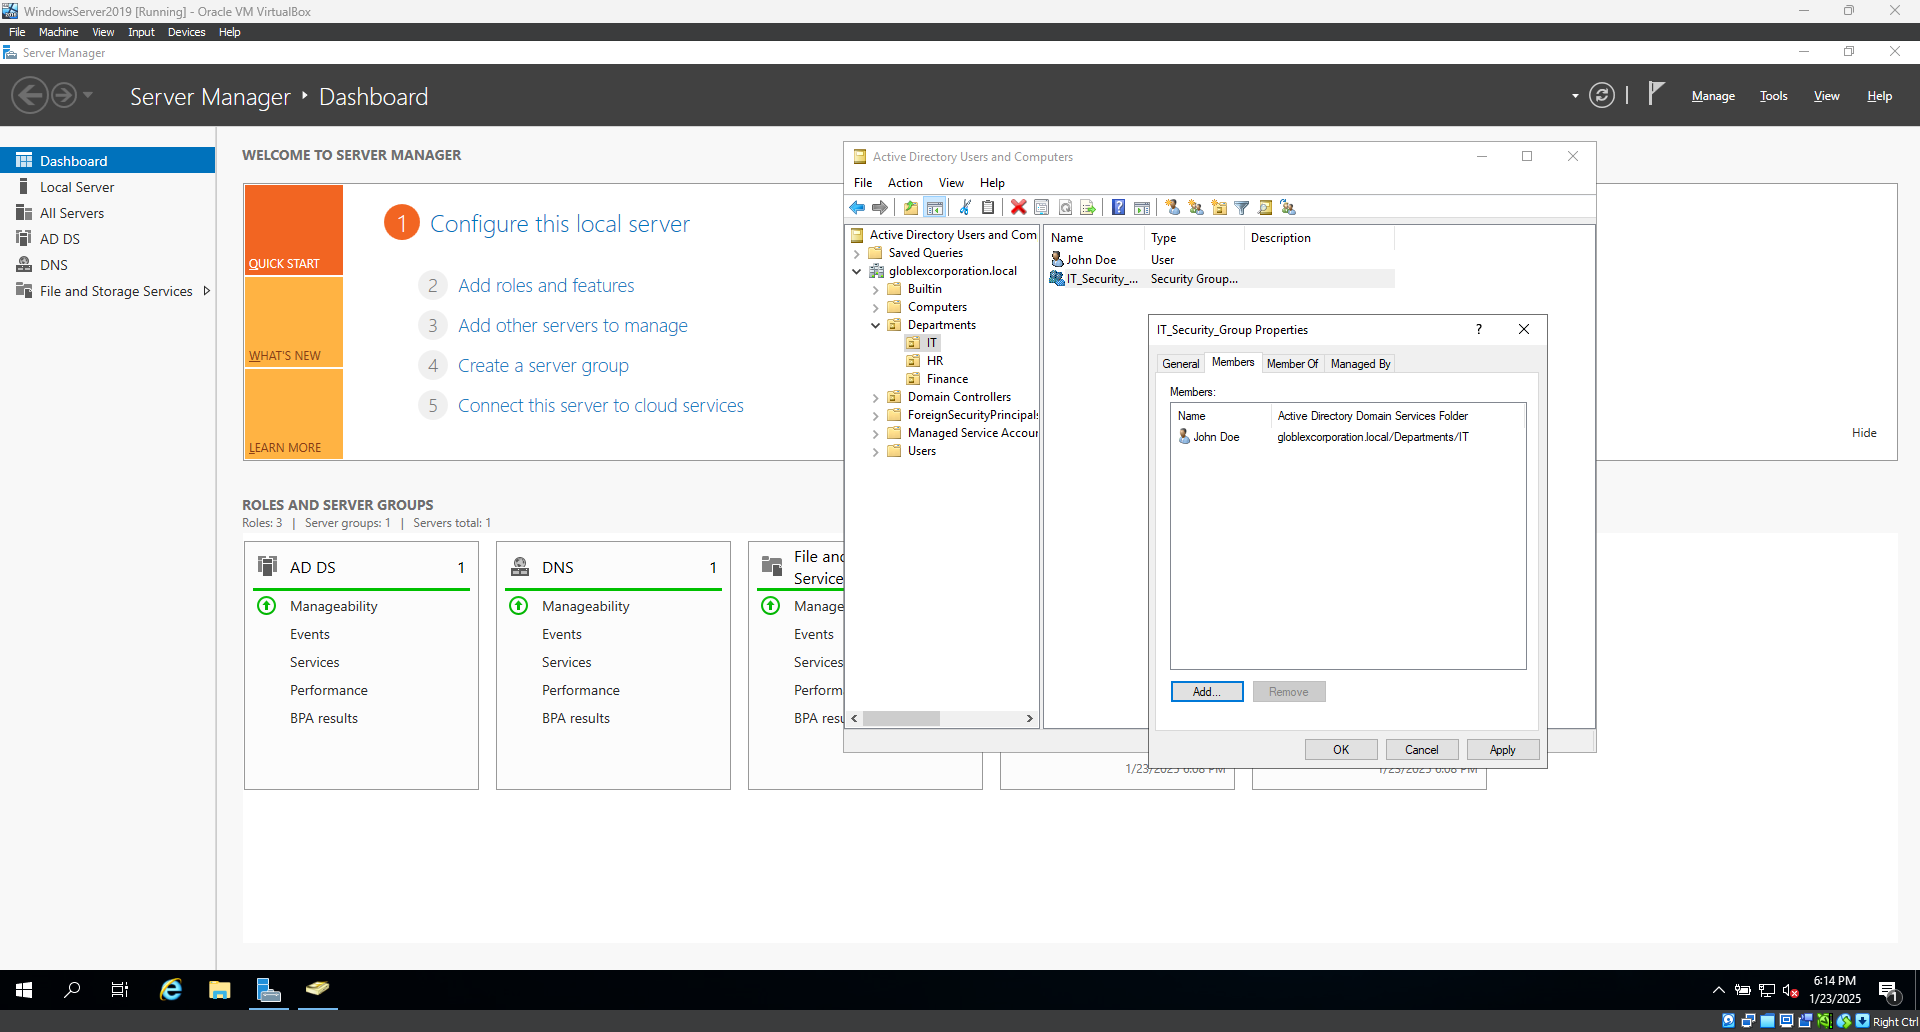 WindowsServer2019 [Running] - Oracle VM VirtualBox
File Machine View Input Devices Help
Server Manager
Server Manager • Dashboard
Manage Tools View Help
Dashboard
Local Server
All Servers
AD DS
DNS
File and Storage Services
WELCOME TO SERVER MANAGER
QUICK START
WHAT'S NEW
LEARN MORE
1 Configure this local server
2 Add roles and features
3 Add other servers to manage
4 Create a server group
5 Connect this server to cloud services
Hide
ROLES AND SERVER GROUPS
Roles: 3 | Server groups: 1 | Servers total: 1
AD DS 1
Manageability
Events
Services
Performance
BPA results
DNS 1
Manageability
Events
Services
Performance
BPA results
File and
Service
Manage
Events
Services
Perform
BPA resu
1/23/2025 6:08 PM
1/23/2025 6:08 PM
Active Directory Users and Computers
File Action View Help
Active Directory Users and Com
Saved Queries
globlexcorporation.local
Builtin
Computers
Departments
IT
HR
Finance
Domain Controllers
ForeignSecurityPrincipals
Managed Service Accour
Users
Name Type Description
John Doe User
IT_Security_... Security Group...
IT_Security_Group Properties ?
General Members Member Of Managed By
Members:
Name Active Directory Domain Services Folder
John Doe globlexcorporation.local/Departments/IT
Add... Remove
OK Cancel Apply
6:14 PM
1/23/2025
1
Right Ctrl